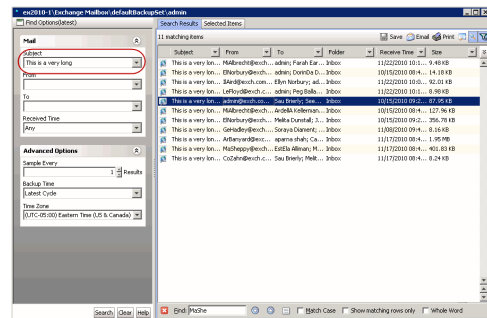 ex2010-1\Exchange Mailbox\defaultBackupSet\admin
Find Options(latest)
Mail
Subject
This is a very long
From
To
Received Time
Any
Advanced Options
Sample Every
1 Results
Backup Time
Latest Cycle
Time Zone
(UTC-05:00) Eastern Time (US & Canada)
Search Clear Help
Search Results Selected Items
11 matching items Save Email Print
Subject From To Folder Receive Time Size
This is a very lon... MiAlbrecht@exch... admin; Farah Ear... Inbox 11/22/2010 10:1... 9.48 KB
This is a very lon... ElNorbury@exch... admin; DorinDa D... Inbox 10/15/2010 08:4... 14.18 KB
This is a very lon... IlAird@exch.com... Ellyn Norbury; ad... Inbox 11/22/2010 10:0... 92.01 KB
This is a very lon... LeFloyd@exch.c... admin; Peg Balla... Inbox 11/22/2010 10:1... 8.98 KB
This is a very lon... admin@exch.co... Sau Brierly; See... Inbox 10/15/2010 09:2... 87.95 KB
This is a very lon... MiAlbrecht@exch... ArdellA Kellerman... Inbox 10/15/2010 08:4... 127.96 KB
This is a very lon... ElNorbury@exch... Melita Dunstall; J... Inbox 10/15/2010 09:2... 356.78 KB
This is a very lon... GeHadley@exch... Soraya Diament; ... Inbox 11/08/2010 09:4... 8.16 KB
This is a very lon... ArBarnyard@exc... aparna shah; Ca... Inbox 11/17/2010 08:4... 1.95 MB
This is a very lon... MaSheppy@exch... EstEla Alliman; M... Inbox 11/17/2010 08:4... 401.83 KB
This is a very lon... CoZahn@exch.c... Sau Brierly; Melit... Inbox 11/17/2010 08:4... 8.24 KB
Find: MaShe Match Case Show matching rows only Whole Word